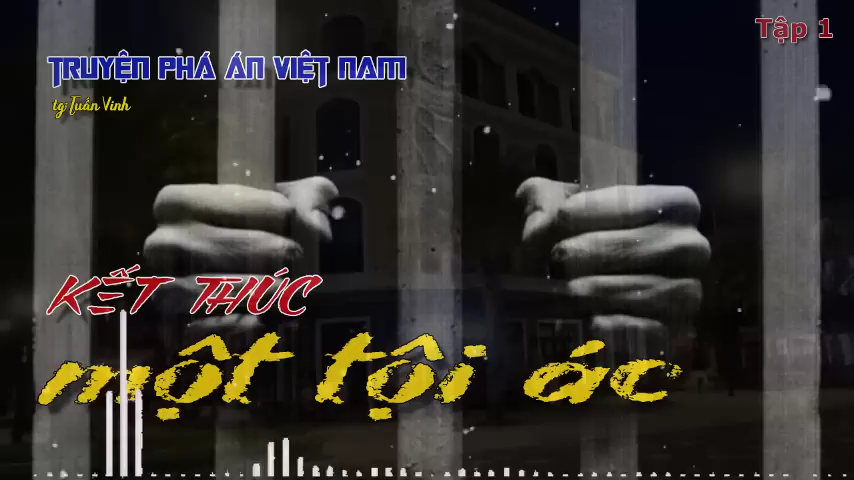 Tập 1
TRUYỆN PHÁ ÁN VIỆT NAM
tg: Tuấn Vinh
KẾT THÚC
một tội ác